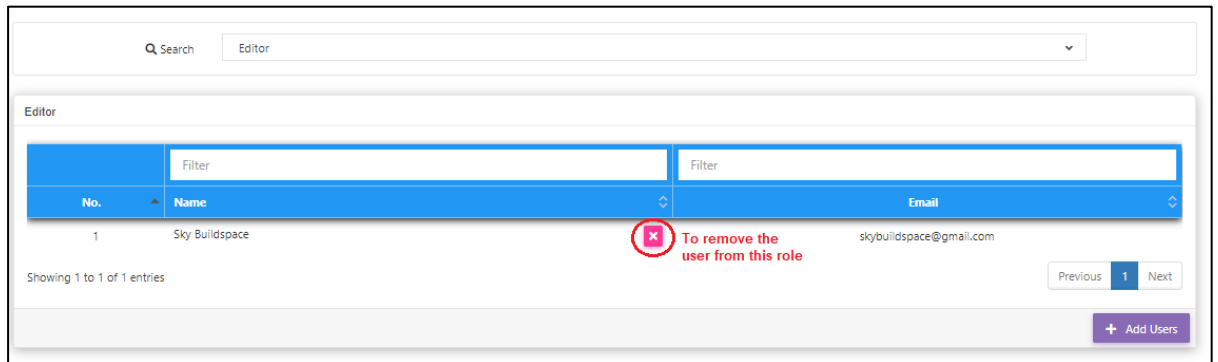 Search
Editor
Editor
Filter
Filter
No.
Name
Email
1
Sky Buildspace
To remove the
user from this role
skybuildspace@gmail.com
Showing 1 to 1 of 1 entries
Previous 1 Next
+ Add Users